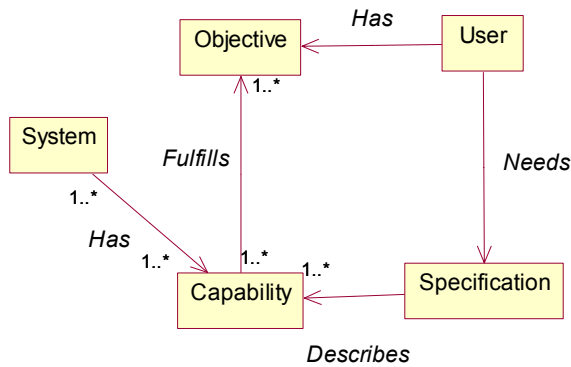 Has
Objective
User
1..*
System
Fulfills
Needs
1..*
Has
1..*
1..*
1..*
Capability
Specification
Describes